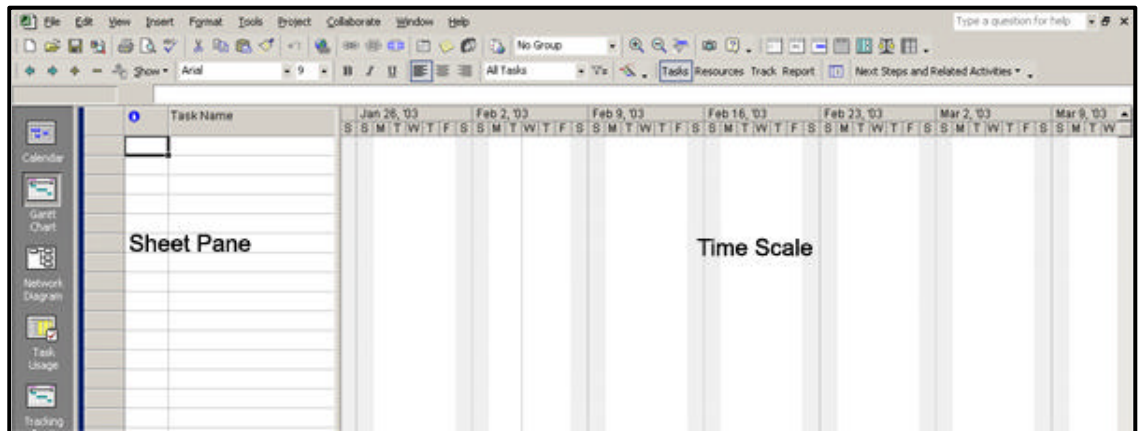 File Edit View Insert Format Tools Project Collaborate Window Help Type a question for help
No Group
Show Arial 9 B I U All Tasks Tasks Resources Track Report Next Steps and Related Activities
Task Name Jan 26, '03 Feb 2, '03 Feb 9, '03 Feb 16, '03 Feb 23, '03 Mar 2, '03 Mar 9, '03
S S M T W T F S S M T W T F S S M T W T F S S M T W T F S S M T W T F S S M T W T F S S M T W
Calendar
Gantt
Chart
Sheet Pane Time Scale
Network
Diagram
Task
Usage
Tracking